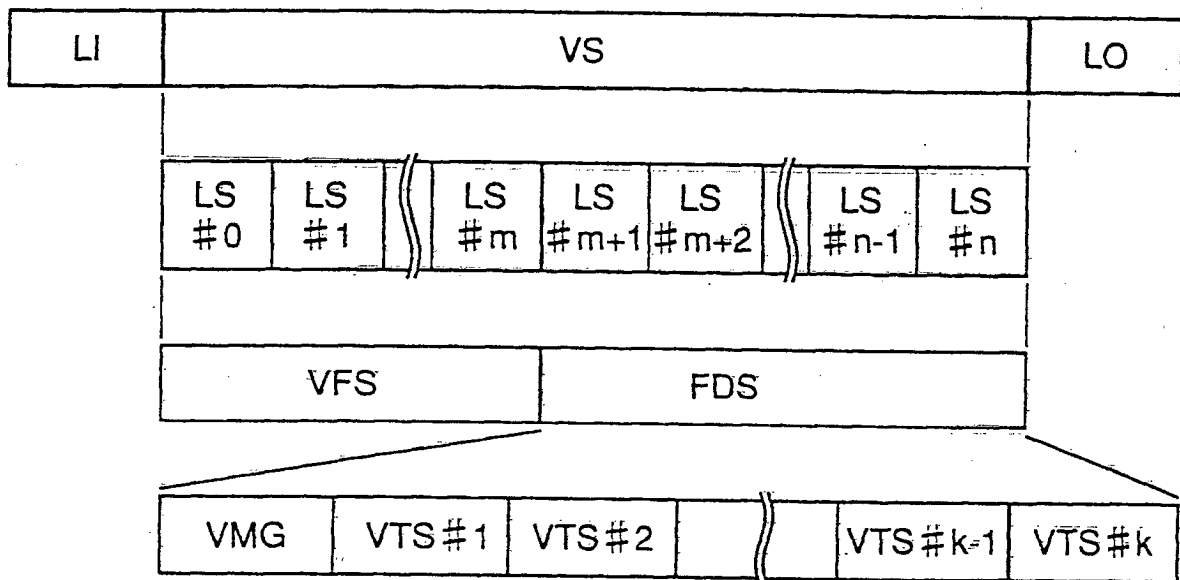 LI VS LO
LS LS LS LS LS LS LS
#0 #1 #m #m+1 #m+2 #n-1 #n
VFS FDS
VMG VTS#1 VTS#2 VTS#k-1 VTS#k